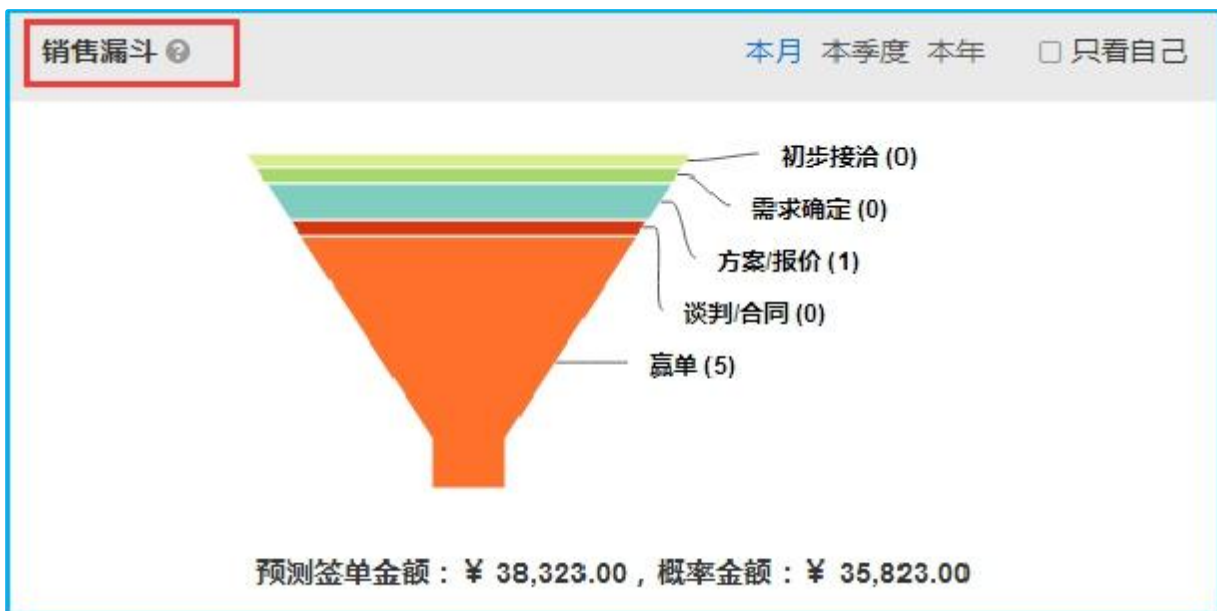 销售漏斗 本月 本季度 本年 只看自己
初步接洽 (0)
需求确定 (0)
方案/报价 (1)
谈判/合同 (0)
赢单 (5)
预测签单金额：¥ 38,323.00，概率金额：¥ 35,823.00